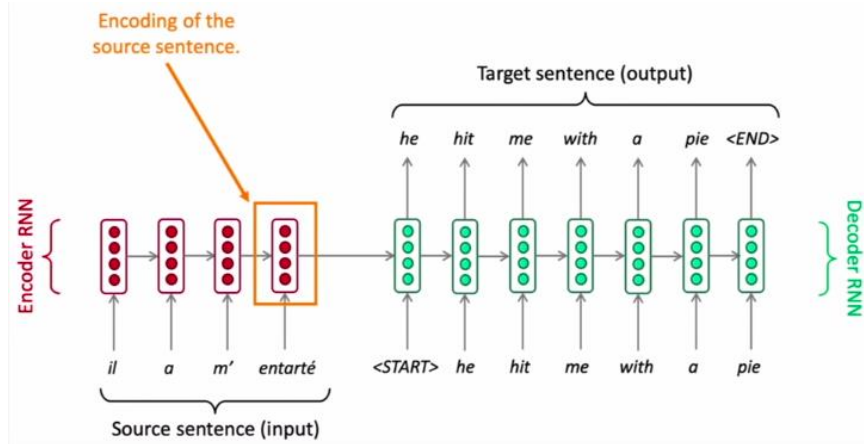 Encoding of the
source sentence.
Target sentence (output)
he hit me with a pie <END>
Encoder RNN
Decoder RNN
il a m' entarté
<START> he hit me with a pie
Source sentence (input)